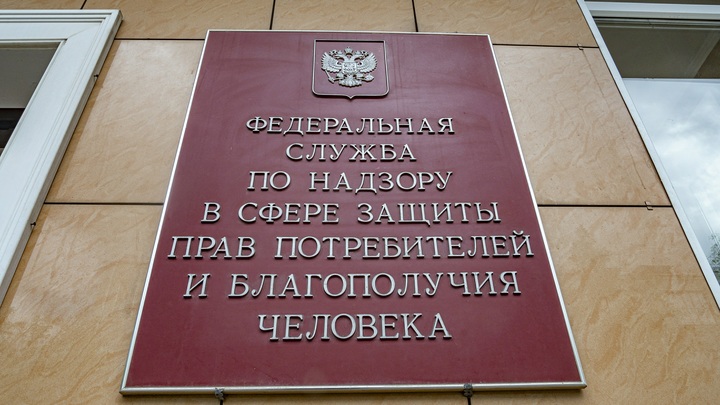 ФЕДЕРАЛЬНАЯ
СЛУЖБА
ПО НАДЗОРУ
В СФЕРЕ ЗАЩИТЫ
ПРАВ ПОТРЕБИТЕЛЕЙ
И БЛАГОПОЛУЧИЯ
ЧЕЛОВЕКА